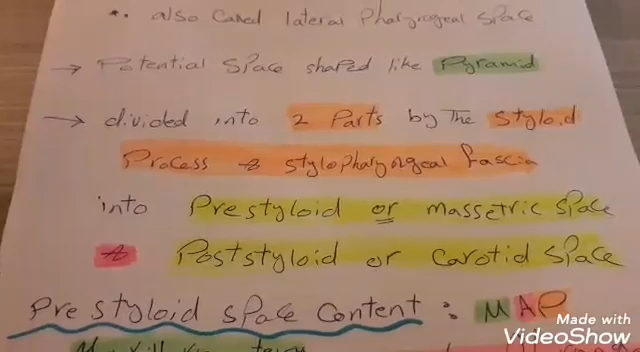 also called lateral Pharyngeal Space
→ Potential Space shaped like Pyramid
→ divided into 2 Parts by The Styloid
Process & stylopharyngeal fascia
into Prestyloid or massetric space
& Poststyloid or carotid space
Prestyloid space Content : MAP
Made with
VideoShow